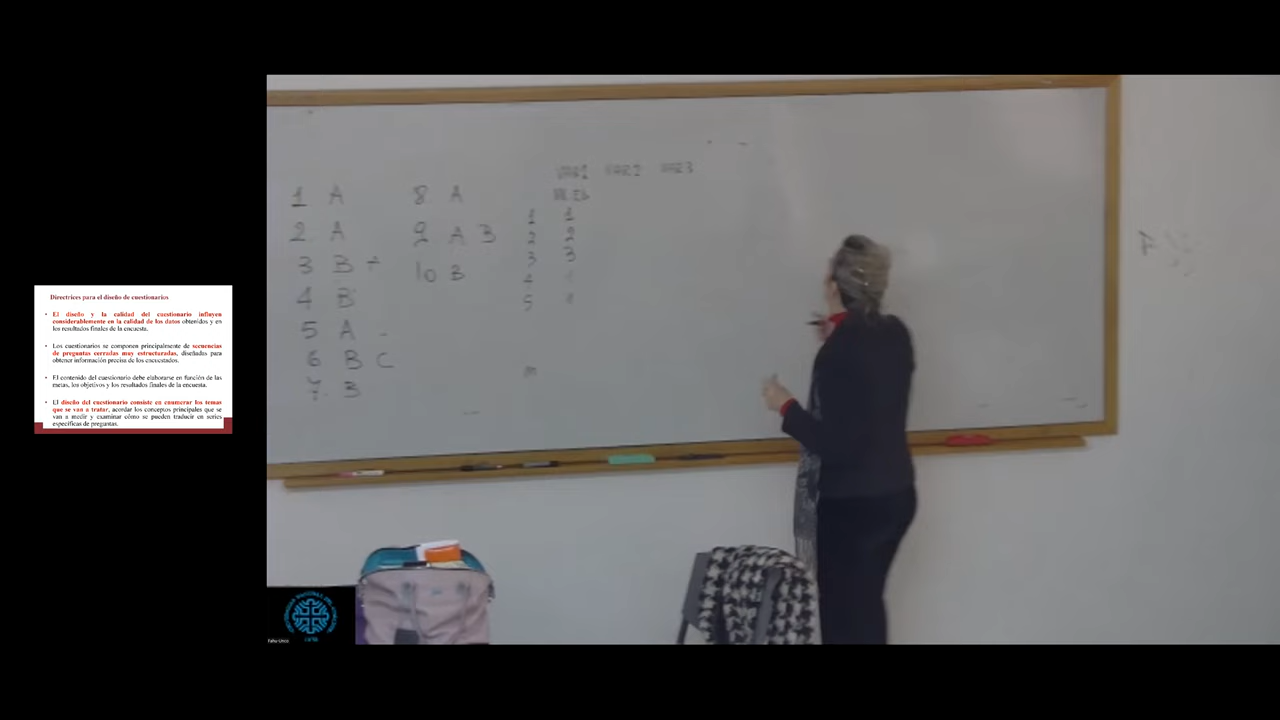 Directrices para el diseño de cuestionarios
• El diseño y la calidad del cuestionario influyen
considerablemente en la calidad de los datos obtenidos y en
los resultados finales de la encuesta.
• Los cuestionarios se componen principalmente de secuencias
de preguntas cerradas muy estructuradas, diseñadas para
obtener información precisa de los encuestados.
• El contenido del cuestionario debe elaborarse en función de las
metas, los objetivos y los resultados finales de la encuesta.
• El diseño del cuestionario consiste en enumerar los temas
que se van a tratar, acordar los conceptos principales que se
van a medir y examinar cómo se pueden traducir en series
específicas de preguntas.
1 A
2 A
3 B +
4 B
5 A -
6 B C
7. B
8 A
9 A B
10 B
VAR1 VAR2 VAR3
1 1
2 2
3 3
4
5
m